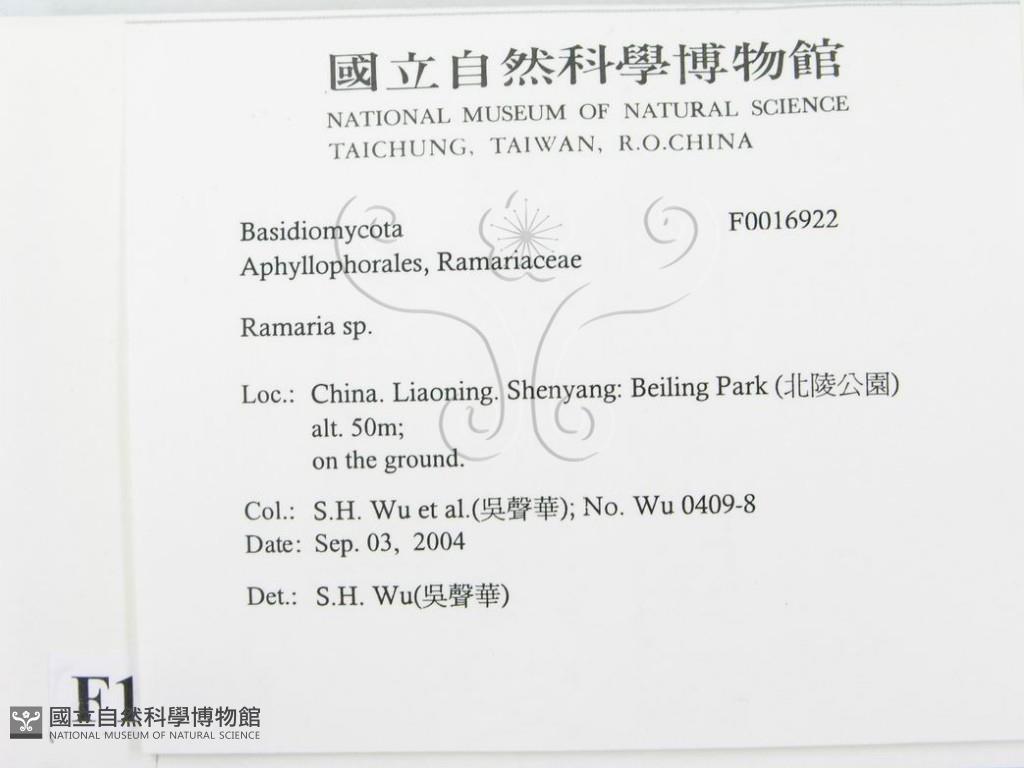 國立自然科學博物館
NATIONAL MUSEUM OF NATURAL SCIENCE
TAICHUNG, TAIWAN, R.O.CHINA
Basidiomycota F0016922
Aphyllophorales, Ramariaceae
Ramaria sp.
Loc.: China. Liaoning. Shenyang: Beiling Park (北陵公園)
alt. 50m;
on the ground.
Col.: S.H. Wu et al.(吳聲華); No. Wu 0409-8
Date: Sep. 03, 2004
Det.: S.H. Wu(吳聲華)
F1
國立自然科學博物館
NATIONAL MUSEUM OF NATURAL SCIENCE